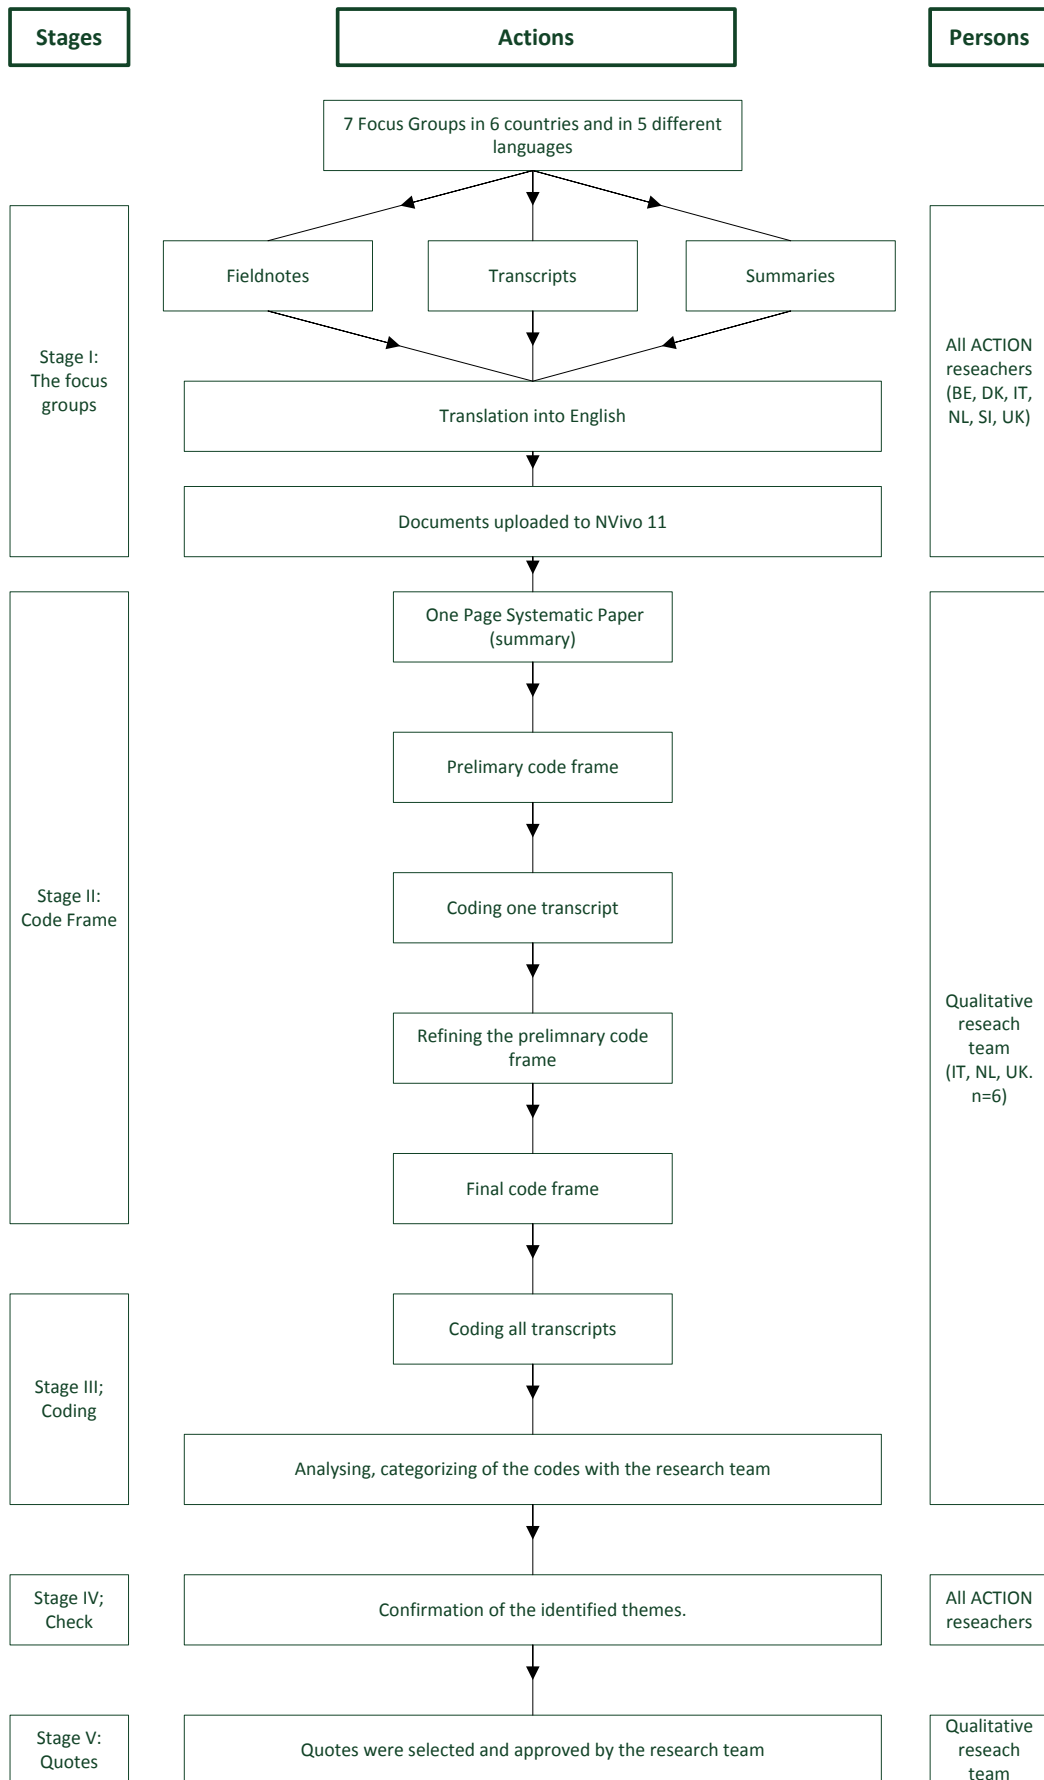 Stages
Actions
Persons
7 Focus Groups in 6 countries and in 5 different
languages
Fieldnotes
Transcripts
Summaries
Stage I:
The focus
groups
All ACTION
reseachers
(BE, DK, IT,
NL, SI, UK)
Translation into English
Documents uploaded to NVivo 11
One Page Systematic Paper
(summary)
Prelimary code frame
Coding one transcript
Stage II:
Code Frame
Refining the prelimnary code
frame
Qualitative
reseach
team
(IT, NL, UK.
n=6)
Final code frame
Coding all transcripts
Stage III;
Coding
Analysing, categorizing of the codes with the research team
Stage IV;
Check
Confirmation of the identified themes.
All ACTION
reseachers
Stage V:
Quotes
Quotes were selected and approved by the research team
Qualitative
reseach
team